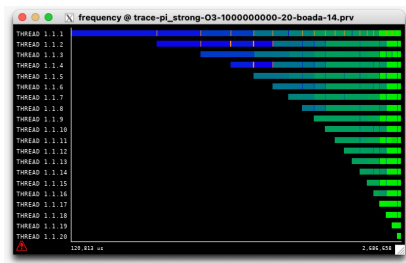 frequency @ trace-pi_strong-O3-1000000000-20-boada-14.prv
THREAD 1.1.1
THREAD 1.1.2
THREAD 1.1.3
THREAD 1.1.4
THREAD 1.1.5
THREAD 1.1.6
THREAD 1.1.7
THREAD 1.1.8
THREAD 1.1.9
THREAD 1.1.10
THREAD 1.1.11
THREAD 1.1.12
THREAD 1.1.13
THREAD 1.1.14
THREAD 1.1.15
THREAD 1.1.16
THREAD 1.1.17
THREAD 1.1.18
THREAD 1.1.19
THREAD 1.1.20
120,813 us
2,686,658